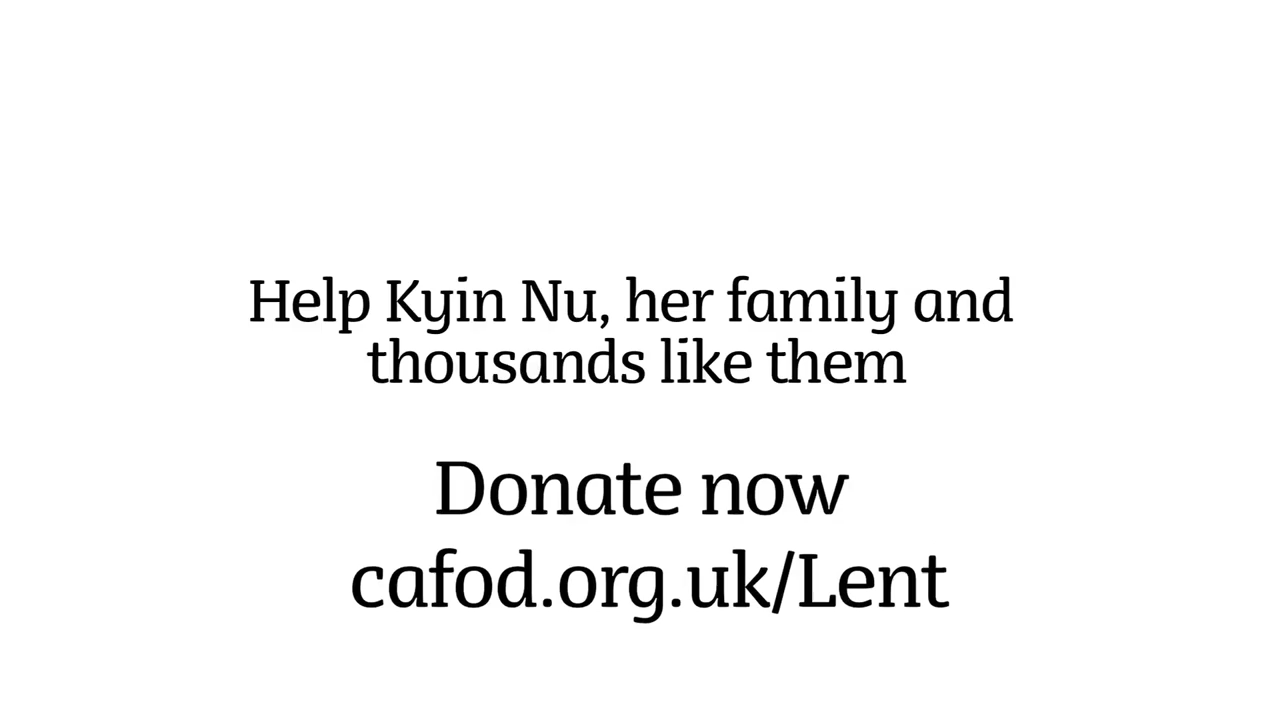 Help Kyin Nu, her family and
thousands like them
Donate now
cafod.org.uk/Lent